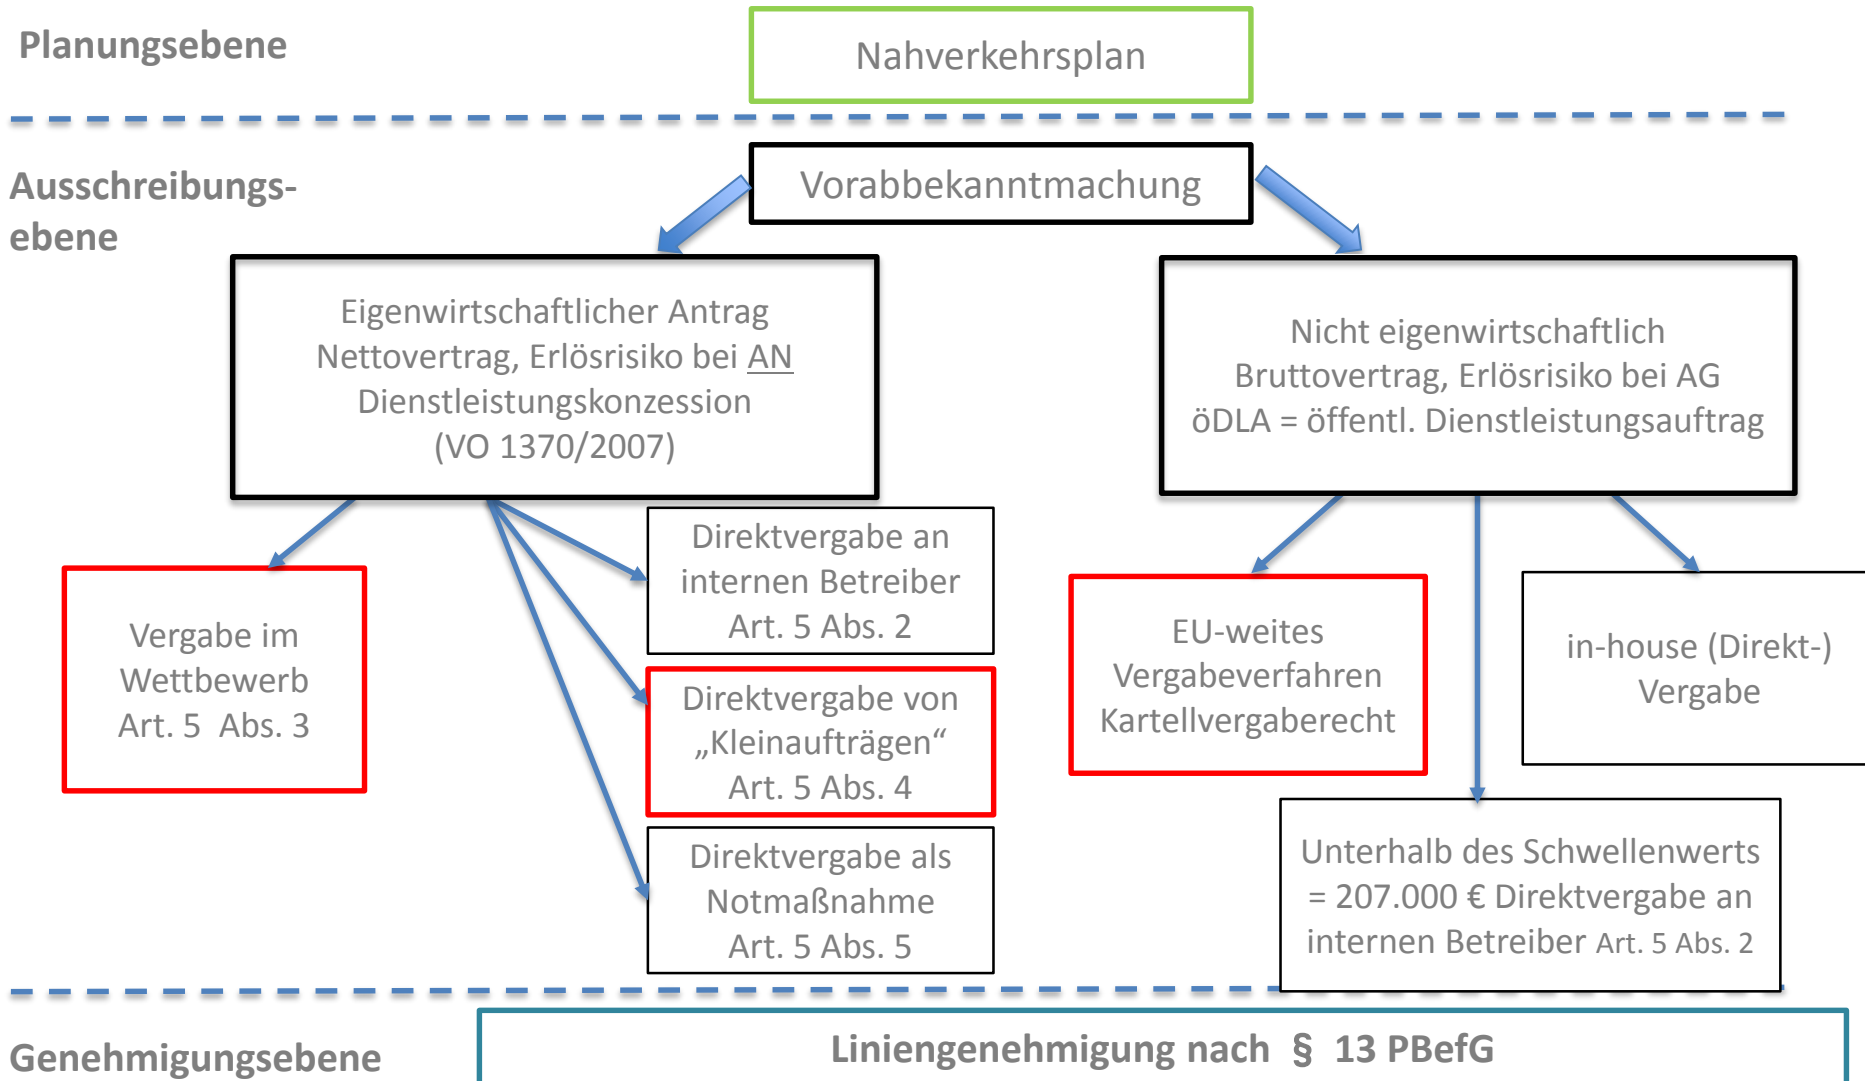 Planungsebene
Nahverkehrsplan
Ausschreibungs-
ebene
Vorabbekanntmachung
Eigenwirtschaftlicher Antrag
Nettovertrag, Erlösrisiko bei AN
Dienstleistungskonzession
(VO 1370/2007)
Nicht eigenwirtschaftlich
Bruttovertrag, Erlösrisiko bei AG
öDLA = öffentl. Dienstleistungsauftrag
Vergabe im
Wettbewerb
Art. 5 Abs. 3
Direktvergabe an
internen Betreiber
Art. 5 Abs. 2
Direktvergabe von
„Kleinaufträgen“
Art. 5 Abs. 4
Direktvergabe als
Notmaßnahme
Art. 5 Abs. 5
EU-weites
Vergabeverfahren
Kartellvergaberecht
in-house (Direkt-)
Vergabe
Unterhalb des Schwellenwerts
= 207.000 € Direktvergabe an
internen Betreiber Art. 5 Abs. 2
Genehmigungsebene
Liniengenehmigung nach § 13 PBefG